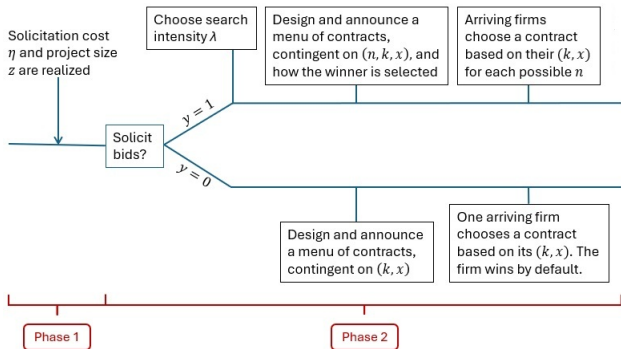 Solicitation cost
η and project size
z are realized
Choose search
intensity λ
Design and announce a
menu of contracts,
contingent on (n, k, x), and
how the winner is selected
Arriving firms
choose a contract
based on their (k, x)
for each possible n
Solicit
bids?
y = 1
y = 0
Design and announce
a menu of contracts,
contingent on (k, x)
One arriving firm
chooses a contract
based on its (k, x). The
firm wins by default.
Phase 1
Phase 2